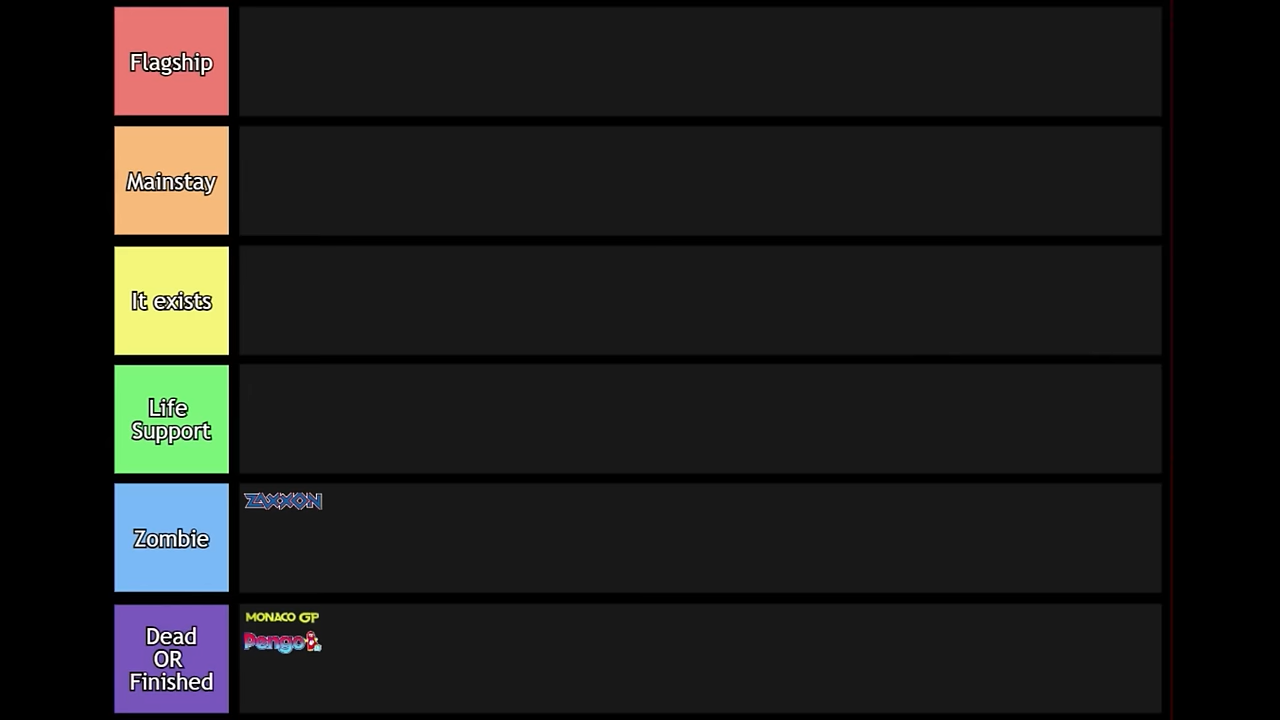 Flagship
Mainstay
It exists
Life
Support
Zombie
ZAXXON
Dead
OR
Finished
MONACO GP
Pengo